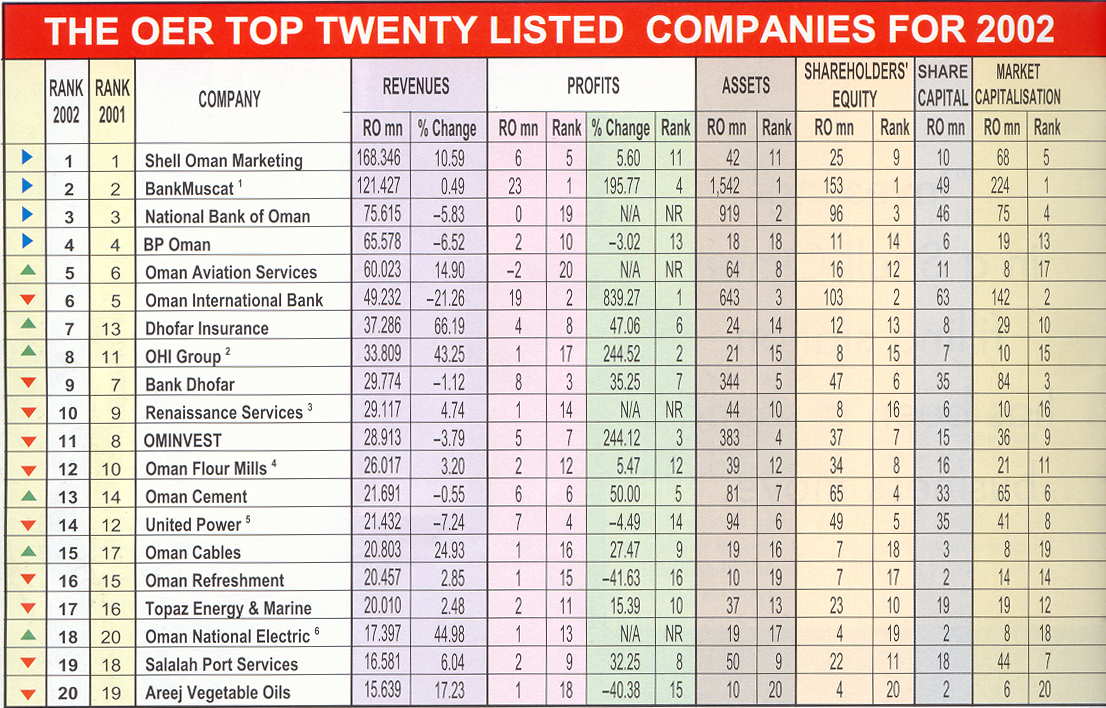 THE OER TOP TWENTY LISTED COMPANIES FOR 2002
RANK 2002 RANK 2001 COMPANY REVENUES PROFITS ASSETS SHAREHOLDERS' EQUITY SHARE CAPITAL MARKET CAPITALISATION
RO mn % Change RO mn Rank % Change Rank RO mn Rank RO mn Rank RO mn RO mn Rank
1 1 Shell Oman Marketing 168.346 10.59 6 5 5.60 11 42 11 25 9 10 68 5
2 2 BankMuscat ¹ 121.427 0.49 23 1 195.77 4 1,542 1 153 1 49 224 1
3 3 National Bank of Oman 75.615 –5.83 0 19 N/A NR 919 2 96 3 46 75 4
4 4 BP Oman 65.578 –6.52 2 10 –3.02 13 18 18 11 14 6 19 13
5 6 Oman Aviation Services 60.023 14.90 –2 20 N/A NR 64 8 16 12 11 8 17
6 5 Oman International Bank 49.232 –21.26 19 2 839.27 1 643 3 103 2 63 142 2
7 13 Dhofar Insurance 37.286 66.19 4 8 47.06 6 24 14 12 13 8 29 10
8 11 OHI Group ² 33.809 43.25 1 17 244.52 2 21 15 8 15 7 10 15
9 7 Bank Dhofar 29.774 –1.12 8 3 35.25 7 344 5 47 6 35 84 3
10 9 Renaissance Services ³ 29.117 4.74 1 14 N/A NR 44 10 8 16 6 10 16
11 8 OMINVEST 28.913 –3.79 5 7 244.12 3 383 4 37 7 15 36 9
12 10 Oman Flour Mills ⁴ 26.017 3.20 2 12 5.47 12 39 12 34 8 16 21 11
13 14 Oman Cement 21.691 –0.55 6 6 50.00 5 81 7 65 4 33 65 6
14 12 United Power ⁵ 21.432 –7.24 7 4 –4.49 14 94 6 49 5 35 41 8
15 17 Oman Cables 20.803 24.93 1 16 27.47 9 19 16 7 18 3 8 19
16 15 Oman Refreshment 20.457 2.85 1 15 –41.63 16 10 19 7 17 2 14 14
17 16 Topaz Energy & Marine 20.010 2.48 2 11 15.39 10 37 13 23 10 19 19 12
18 20 Oman National Electric ⁶ 17.397 44.98 1 13 N/A NR 19 17 4 19 2 8 18
19 18 Salalah Port Services 16.581 6.04 2 9 32.25 8 50 9 22 11 18 44 7
20 19 Areej Vegetable Oils 15.639 17.23 1 18 –40.38 15 10 20 4 20 2 6 20